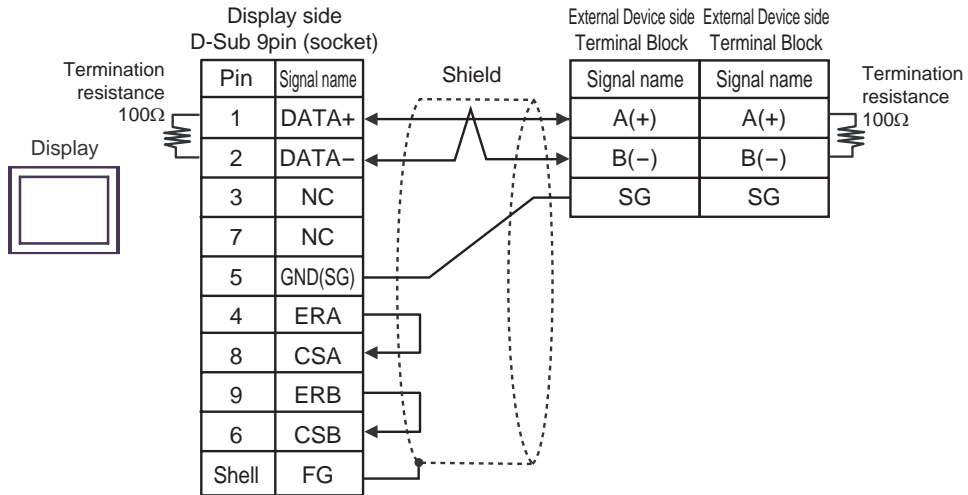 Display side
D-Sub 9pin (socket)
External Device side
Terminal Block
External Device side
Terminal Block
Termination
resistance
100Ω
Display
Shield
Termination
resistance
100Ω
Pin Signal name
1 DATA+
2 DATA−
3 NC
7 NC
5 GND(SG)
4 ERA
8 CSA
9 ERB
6 CSB
Shell FG
Signal name Signal name
A(+) A(+)
B(−) B(−)
SG SG